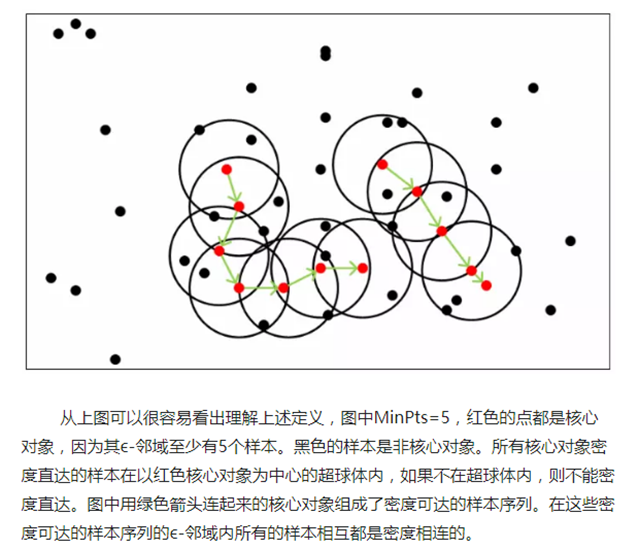 从上图可以很容易看出理解上述定义，图中MinPts=5，红色的点都是核心
对象，因为其ϵ-邻域至少有5个样本。黑色的样本是非核心对象。所有核心对象密
度直达的样本在以红色核心对象为中心的超球体内，如果不在超球体内，则不能密
度直达。图中用绿色箭头连起来的核心对象组成了密度可达的样本序列。在这些密
度可达的样本序列的ϵ-邻域内所有的样本相互都是密度相连的。